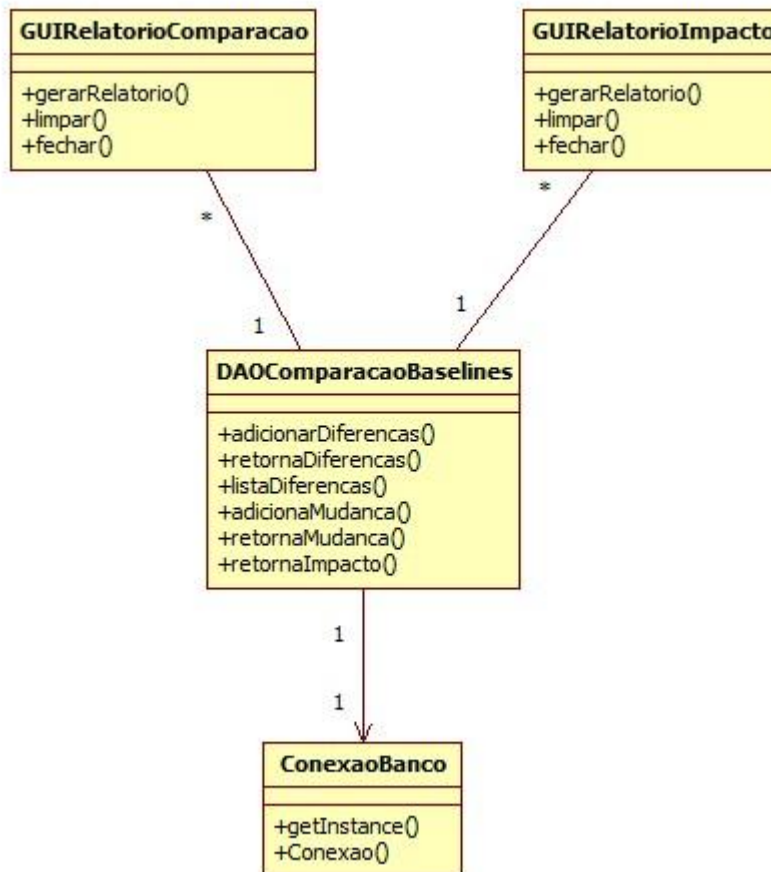 GUIRelatorioComparacao
+gerarRelatorio()
+limpar()
+fechar()
GUIRelatorioImpacto
+gerarRelatorio()
+limpar()
+fechar()
*
*
1
1
DAOComparacaoBaselines
+adicionarDiferencas()
+retornaDiferencas()
+listaDiferencas()
+adicionaMudanca()
+retornaMudanca()
+retornaImpacto()
1
1
ConexaoBanco
+getInstance()
+Conexao()